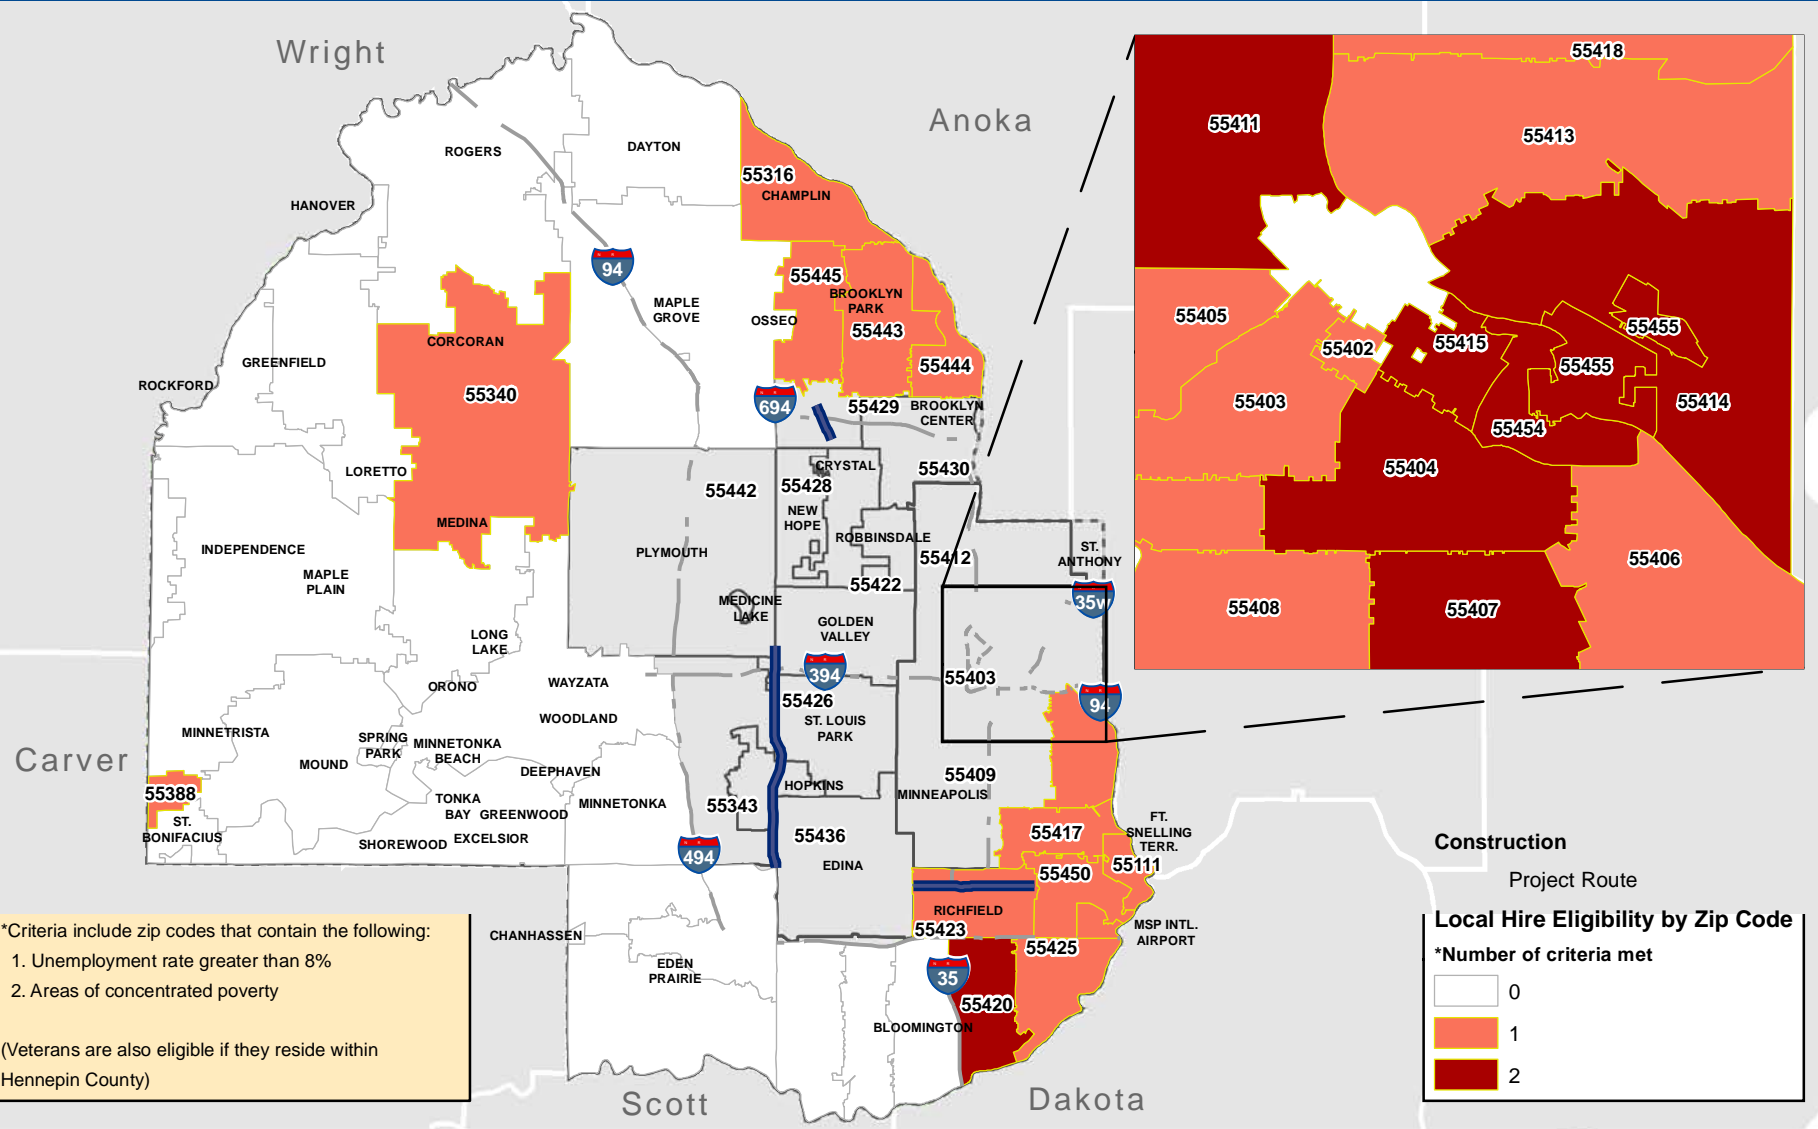 Wright
Anoka
Carver
Scott
Dakota
ROGERS
DAYTON
HANOVER
55316
CHAMPLIN
94
55445
BROOKLYN
PARK
55443
MAPLE
GROVE
OSSEO
55444
CORCORAN
GREENFIELD
ROCKFORD
55340
694
55429
BROOKLYN
CENTER
LORETTO
CRYSTAL
55430
55442
55428
MEDINA
NEW
HOPE
ROBBINSDALE
INDEPENDENCE
PLYMOUTH
55412
ST.
ANTHONY
MAPLE
PLAIN
55422
MEDICINE
LAKE
35W
GOLDEN
VALLEY
LONG
LAKE
394
55403
ORONO
WAYZATA
55426
94
WOODLAND
ST. LOUIS
PARK
MINNETRISTA
SPRING
PARK
MINNETONKA
BEACH
MOUND
DEEPHAVEN
55409
HOPKINS
MINNEAPOLIS
55388
TONKA
BAY
GREENWOOD
MINNETONKA
55343
ST.
BONIFACIUS
SHOREWOOD
EXCELSIOR
55436
EDINA
494
55417
FT.
SNELLING
TERR.
55111
55450
RICHFIELD
55423
CHANHASSEN
EDEN
PRAIRIE
MSP INTL.
AIRPORT
55425
35
55420
BLOOMINGTON
55418
55411
55413
55405
55402
55415
55455
55455
55403
55414
55454
55404
55406
55408
55407
*Criteria include zip codes that contain the following:
1. Unemployment rate greater than 8%
2. Areas of concentrated poverty
(Veterans are also eligible if they reside within
Hennepin County)
Construction
Project Route
Local Hire Eligibility by Zip Code
*Number of criteria met
0
1
2